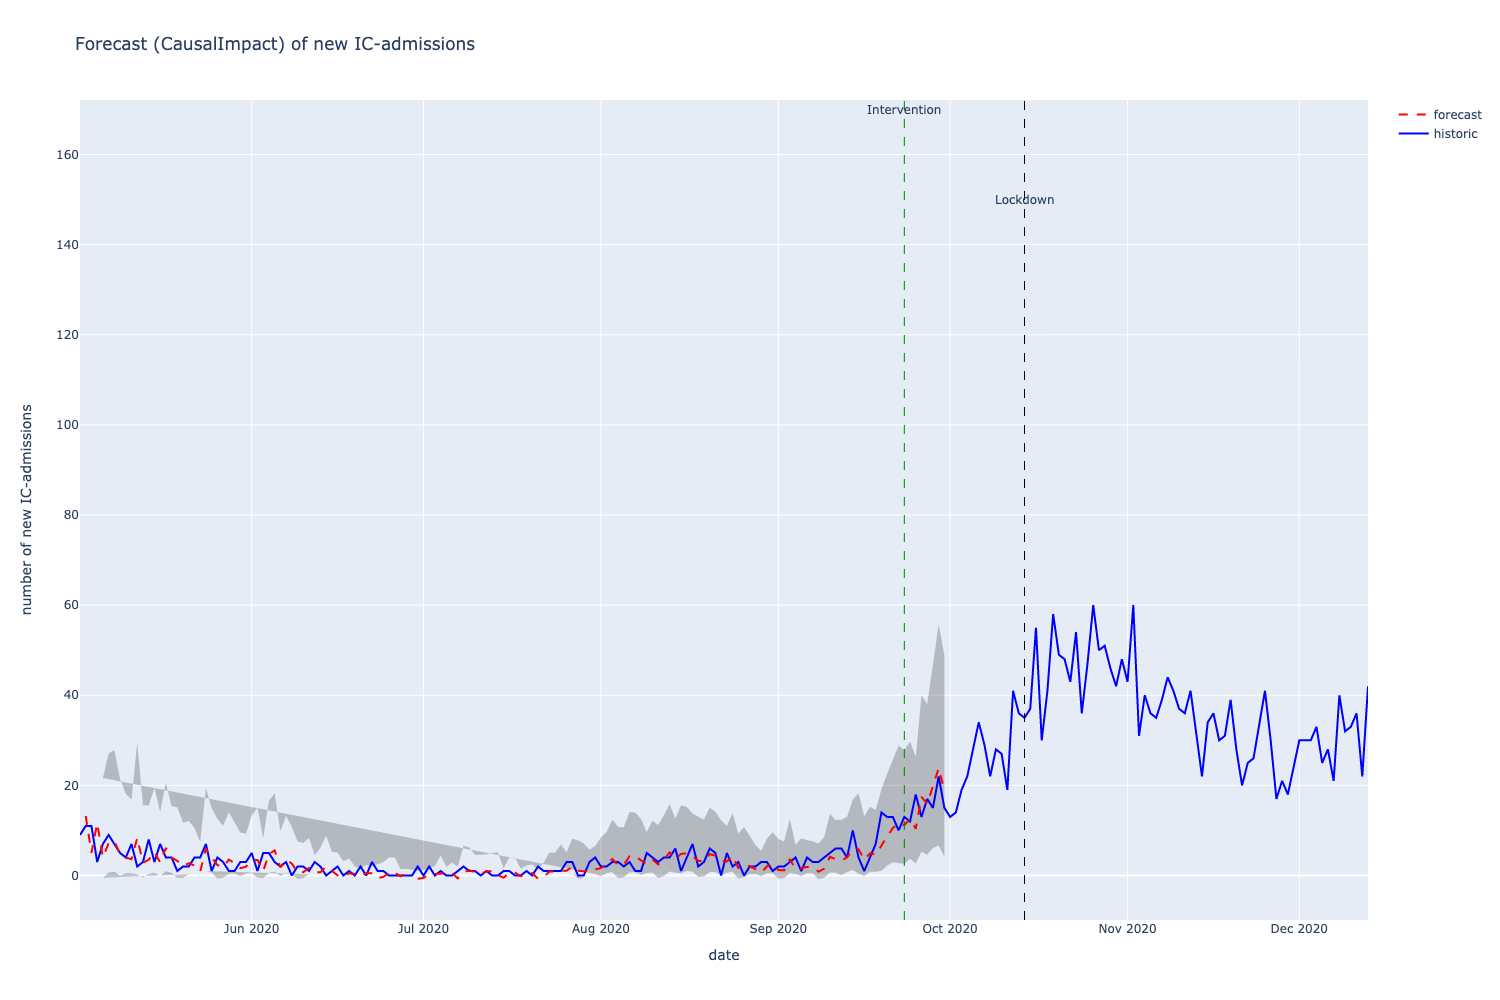 Forecast (CausalImpact) of new IC-admissions
Intervention
Lockdown
forecast
historic
number of new IC-admissions
160
140
120
100
80
60
40
20
0
Jun 2020
Jul 2020
Aug 2020
Sep 2020
Oct 2020
Nov 2020
Dec 2020
date